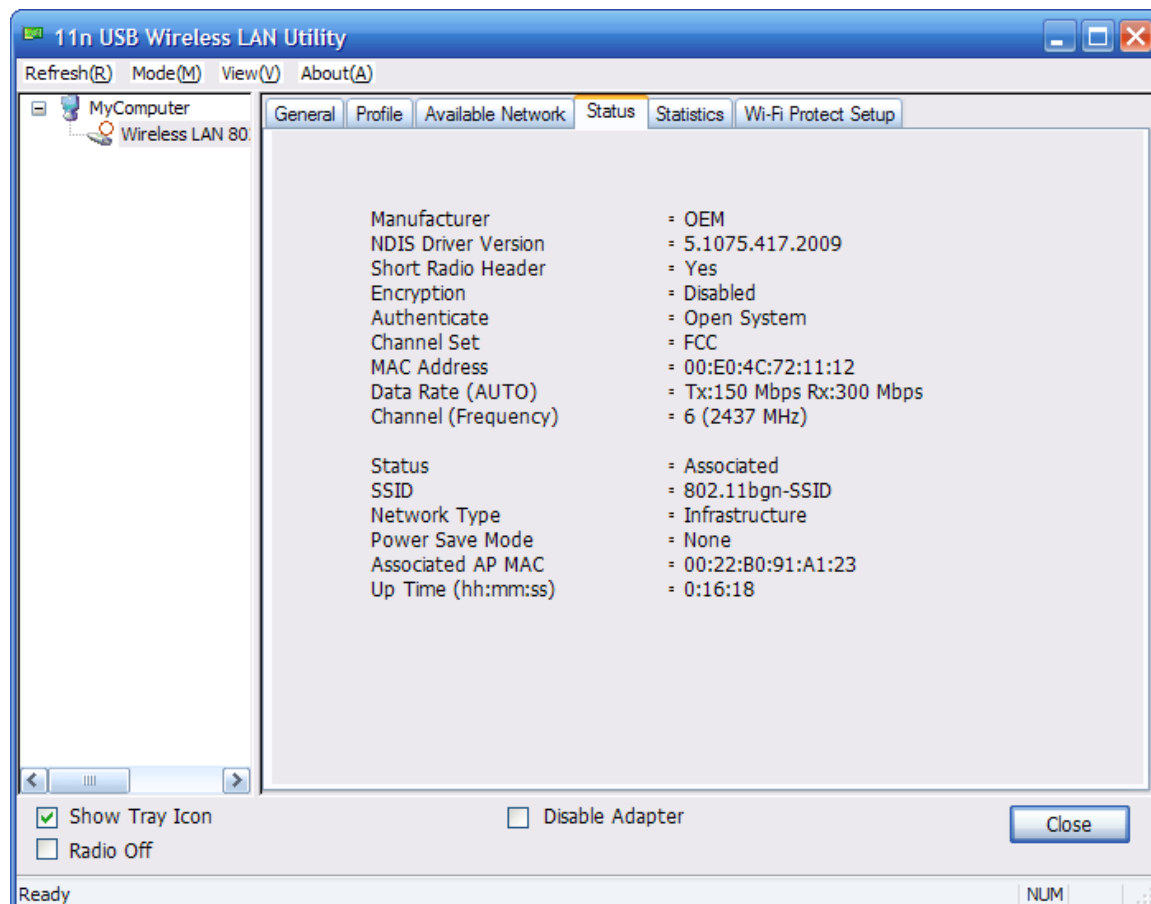 11n USB Wireless LAN Utility
Refresh(R) Mode(M) View(V) About(A)
MyComputer
Wireless LAN 80
General Profile Available Network Status Statistics Wi-Fi Protect Setup
Manufacturer = OEM
NDIS Driver Version = 5.1075.417.2009
Short Radio Header = Yes
Encryption = Disabled
Authenticate = Open System
Channel Set = FCC
MAC Address = 00:E0:4C:72:11:12
Data Rate (AUTO) = Tx:150 Mbps Rx:300 Mbps
Channel (Frequency) = 6 (2437 MHz)
Status = Associated
SSID = 802.11bgn-SSID
Network Type = Infrastructure
Power Save Mode = None
Associated AP MAC = 00:22:B0:91:A1:23
Up Time (hh:mm:ss) = 0:16:18
Show Tray Icon Disable Adapter Close
Radio Off
Ready NUM